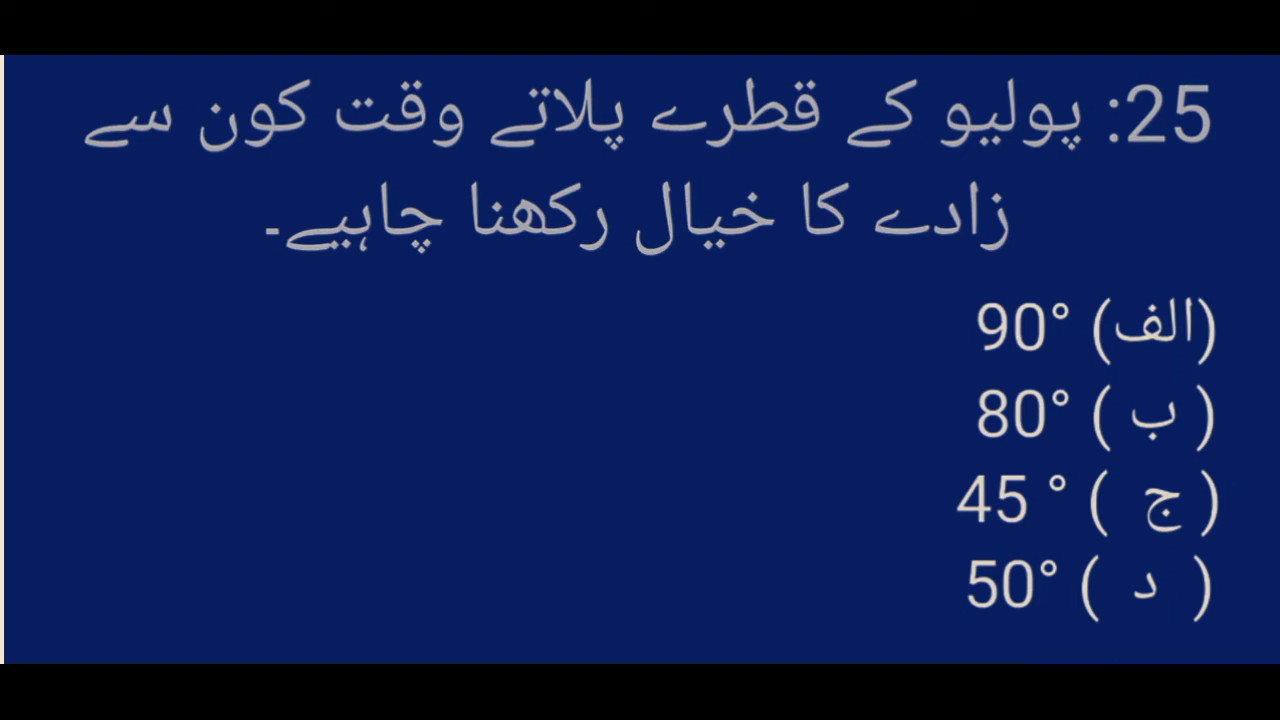 25: پولیو کے قطرے پلاتے وقت کون سے
زادے کا خیال رکھنا چاہیے۔
(الف) 90°
( ب ) 80°
( ج ) 45 °
( د ) 50°